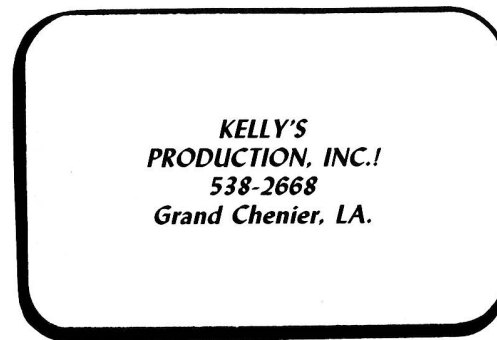 KELLY'S
PRODUCTION, INC.!
538-2668
Grand Chenier, LA.